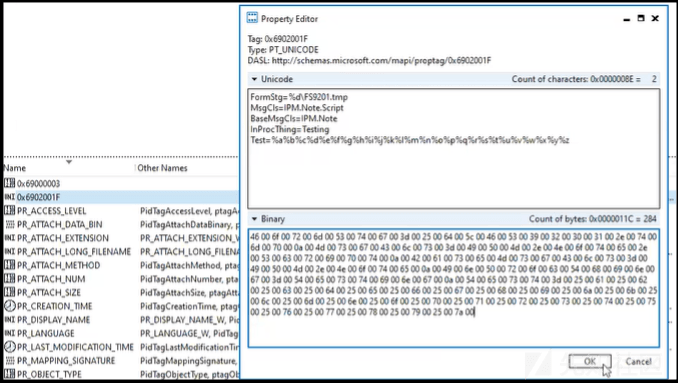 Property Editor
Tag: 0x6902001F
Type: PT_UNICODE
DASL: http://schemas.microsoft.com/mapi/proptag/0x6902001F
Unicode
Count of characters: 0x0000008E = 2
FormStg=%d\FS9201.tmp
MsgCls=IPM.Note.Script
BaseMsgCls=IPM.Note
InProcThing=Testing
Test=%a%b%c%d%e%f%g%h%i%j%k%l%m%n%o%p%q%r%s%t%u%v%w%x%y%z
Binary
Count of bytes: 0x0000011C = 284
46 00 6f 00 72 00 6d 00 53 00 74 00 67 00 3d 00 25 00 64 00 5c 00 46 00 53 00 39 00 32 00 30 00 31 00 2e 00 74 00
6d 00 70 00 0a 00 4d 00 73 00 67 00 43 00 6c 00 73 00 3d 00 49 00 50 00 4d 00 2e 00 4e 00 6f 00 74 00 65 00 2e
00 53 00 63 00 72 00 69 00 70 00 74 00 0a 00 42 00 61 00 73 00 65 00 4d 00 73 00 67 00 43 00 6c 00 73 00 3d 00
49 00 50 00 4d 00 2e 00 4e 00 6f 00 74 00 65 00 0a 00 49 00 6e 00 50 00 72 00 6f 00 63 00 54 00 68 00 69 00 6e 00
67 00 3d 00 54 00 65 00 73 00 74 00 69 00 6e 00 67 00 0a 00 54 00 65 00 73 00 74 00 3d 00 25 00 61 00 25 00 62
00 25 00 63 00 25 00 64 00 25 00 65 00 25 00 66 00 25 00 67 00 25 00 68 00 25 00 69 00 25 00 6a 00 25 00 6b 00
25 00 6c 00 25 00 6d 00 25 00 6e 00 25 00 6f 00 25 00 70 00 25 00 71 00 25 00 72 00 25 00 73 00 25 00 74 00 25 00 75
00 25 00 76 00 25 00 77 00 25 00 78 00 25 00 79 00 25 00 7a 00
OK
Cancel
Name
Other Names
0x69000003
0x6902001F
PR_ACCESS_LEVEL PidTagAccessLevel, ptagA
PR_ATTACH_DATA_BIN PidTagAttachDataBinary, p
PR_ATTACH_EXTENSION PR_ATTACH_EXTENSION_W
PR_ATTACH_LONG_FILENAME PR_ATTACH_LONG_FILENA
PR_ATTACH_METHOD PidTagAttachMethod, ptag
PR_ATTACH_NUM PidTagAttachNumber, ptag
PR_ATTACH_SIZE PidTagAttachSize, ptagAtt
PR_CREATION_TIME PidTagCreationTime, ptag
PR_DISPLAY_NAME PR_DISPLAY_NAME_W, PidT
PR_LANGUAGE PR_LANGUAGE_W, PidTag
PR_LAST_MODIFICATION_TIME PidTagLastModificationTim
PR_MAPPING_SIGNATURE PidTagMappingSignature,
PR_OBJECT_TYPE PidTagObjectType, ptagOb